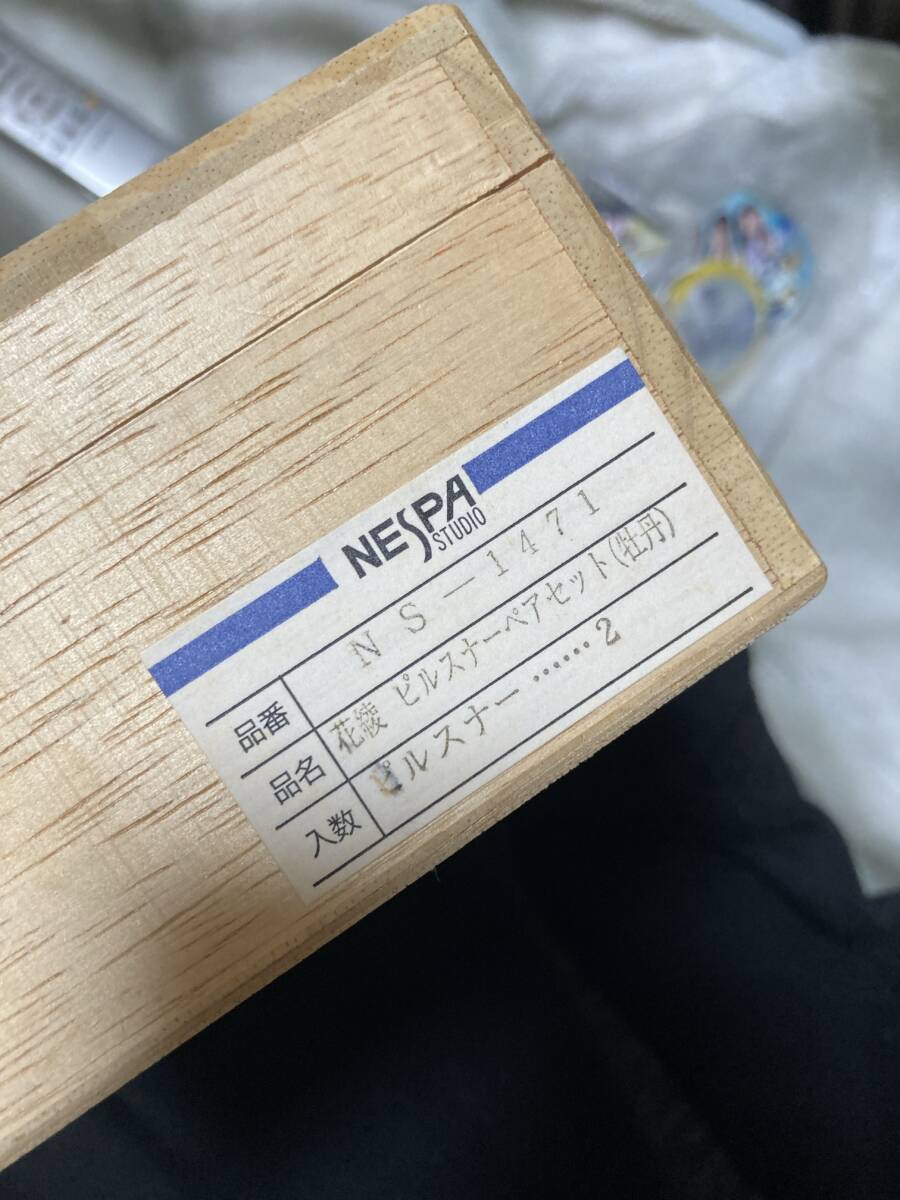 NESPA
STUDIO
品番 NS-1471
品名 花綾 ピルスナーペアセット(牡丹)
入数 ピルスナー……2